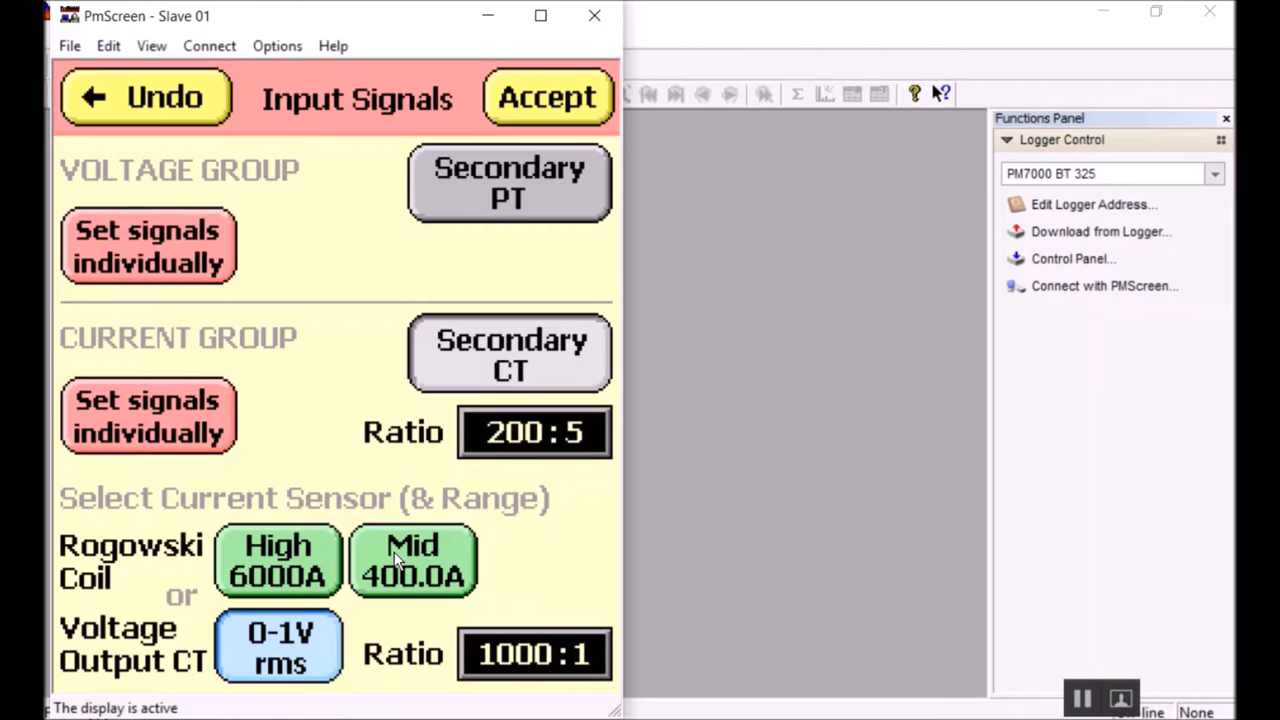 PmScreen - Slave 01
File Edit View Connect Options Help
Undo
Input Signals
Accept
VOLTAGE GROUP
Secondary
PT
Set signals
individually
CURRENT GROUP
Secondary
CT
Set signals
individually
Ratio
200:5
Select Current Sensor (& Range)
Rogowski
Coil
or
High
6000A
Mid
400.0A
Voltage
Output CT
0-1V
rms
Ratio
1000:1
The display is active
Functions Panel
Logger Control
PM7000 BT 325
Edit Logger Address...
Download from Logger...
Control Panel...
Connect with PMScreen...
None